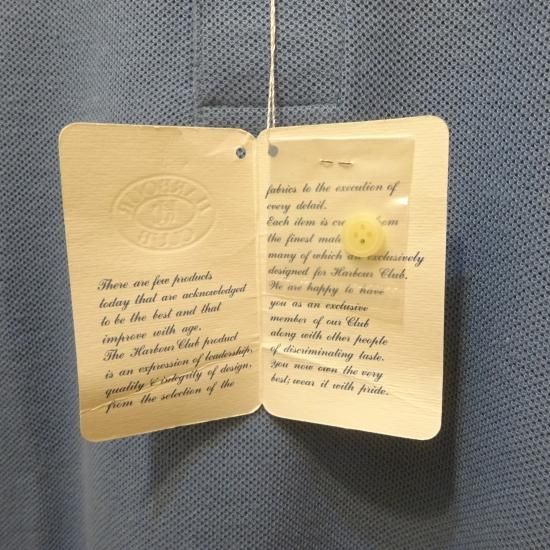 There are few products
today that are acknowledged
to be the best and that
improve with age.
The Harbour Club product
is an expression of leadership,
quality & integrity of design,
from the selection of the
fabrics to the execution of
every detail.
Each item is
the finest
many of which exclusively
designed for Harbour Club.
We are happy to have
you as an exclusive
member of our Club
along with other people
of discriminating taste.
You now own the very
best; wear it with pride.